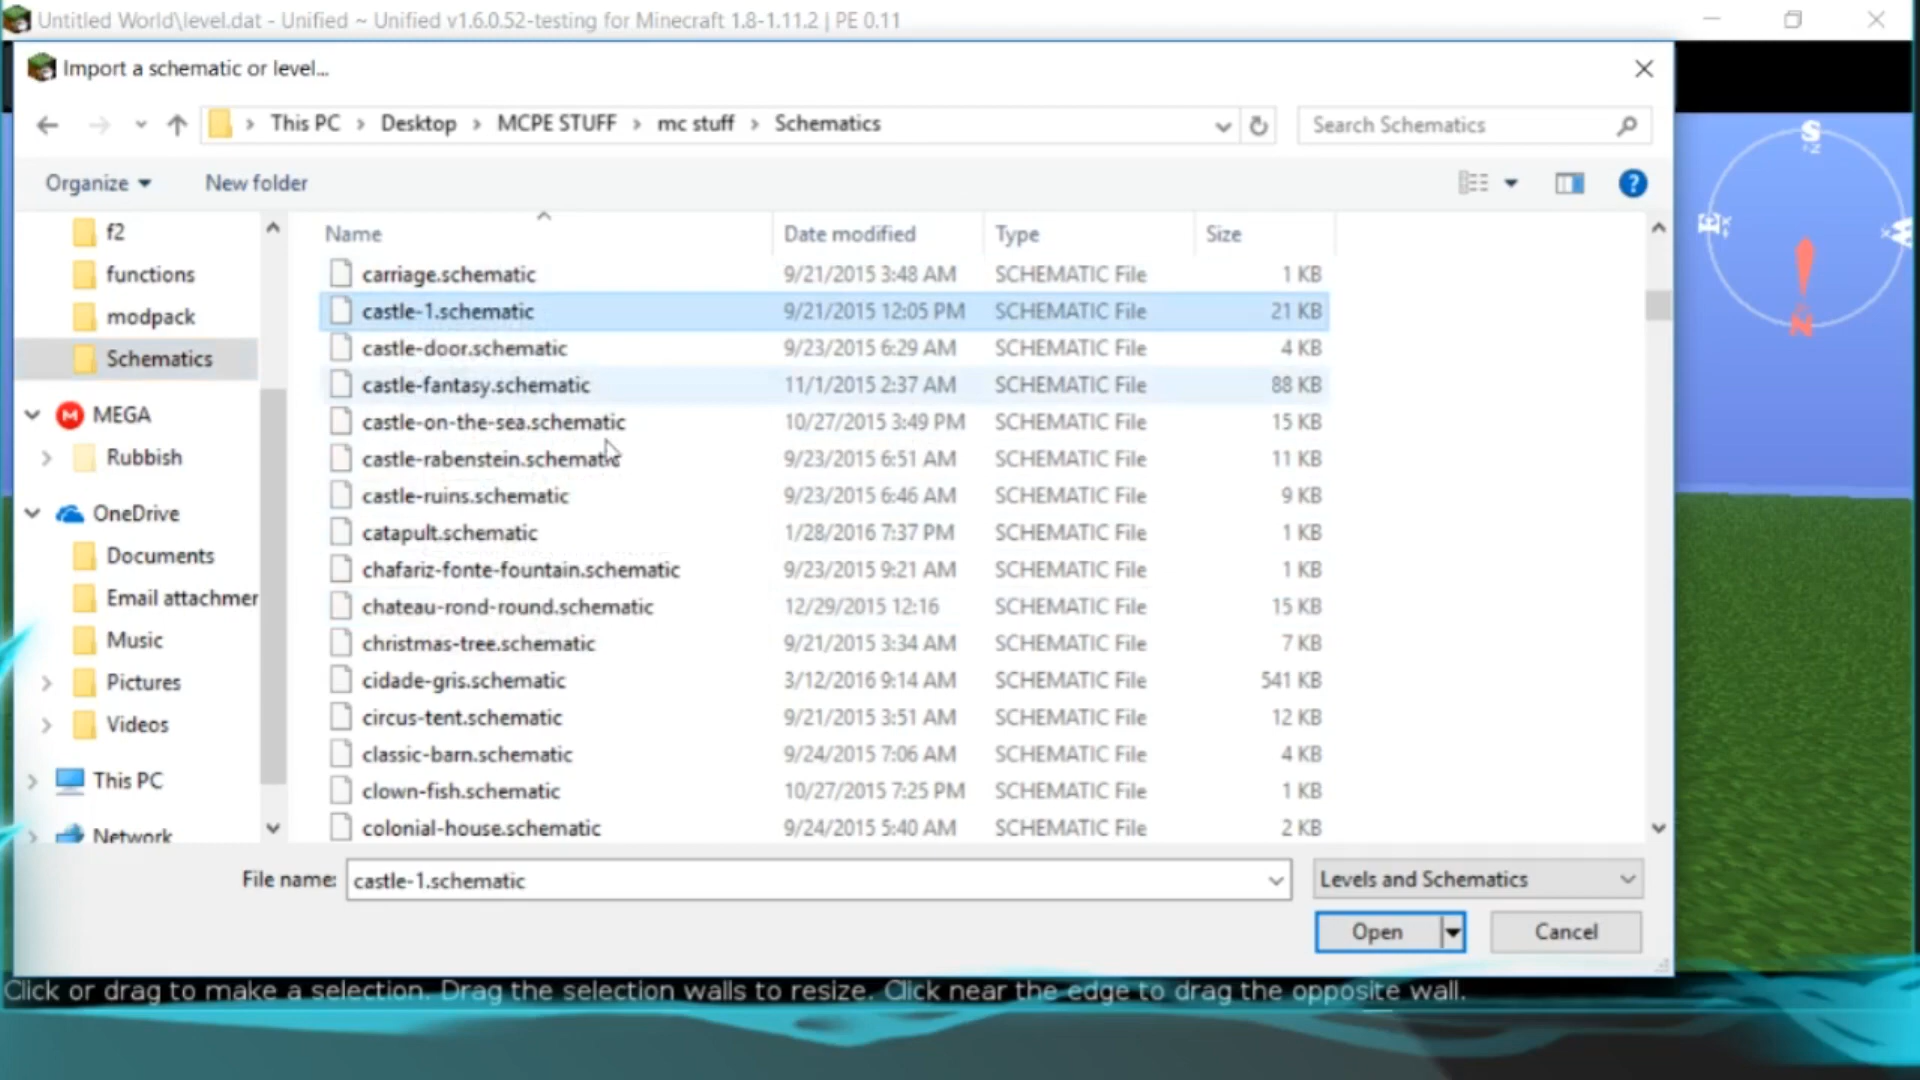 Untitled World\level.dat - Unified ~ Unified v1.6.0.52-testing for Minecraft 1.8-1.11.2 | PE 0.11
Import a schematic or level...
This PC > Desktop > MCPE STUFF > mc stuff > Schematics
Search Schematics
Organize
New folder
?
f2
functions
modpack
Schematics
M MEGA
Rubbish
OneDrive
Documents
Email attachmer
Music
Pictures
Videos
This PC
Network
Name Date modified Type Size
carriage.schematic 9/21/2015 3:48 AM SCHEMATIC File 1 KB
castle-1.schematic 9/21/2015 12:05 PM SCHEMATIC File 21 KB
castle-door.schematic 9/23/2015 6:29 AM SCHEMATIC File 4 KB
castle-fantasy.schematic 11/1/2015 2:37 AM SCHEMATIC File 88 KB
castle-on-the-sea.schematic 10/27/2015 3:49 PM SCHEMATIC File 15 KB
castle-rabenstein.schematic 9/23/2015 6:51 AM SCHEMATIC File 11 KB
castle-ruins.schematic 9/23/2015 6:46 AM SCHEMATIC File 9 KB
catapult.schematic 1/28/2016 7:37 PM SCHEMATIC File 1 KB
chafariz-fonte-fountain.schematic 9/23/2015 9:21 AM SCHEMATIC File 1 KB
chateau-rond-round.schematic 12/29/2015 12:16 SCHEMATIC File 15 KB
christmas-tree.schematic 9/21/2015 3:34 AM SCHEMATIC File 7 KB
cidade-gris.schematic 3/12/2016 9:14 AM SCHEMATIC File 541 KB
circus-tent.schematic 9/21/2015 3:51 AM SCHEMATIC File 12 KB
classic-barn.schematic 9/24/2015 7:06 AM SCHEMATIC File 4 KB
clown-fish.schematic 10/27/2015 7:25 PM SCHEMATIC File 1 KB
colonial-house.schematic 9/24/2015 5:40 AM SCHEMATIC File 2 KB
File name: castle-1.schematic
Levels and Schematics
Open
Cancel
S
E
W
N
Click or drag to make a selection. Drag the selection walls to resize. Click near the edge to drag the opposite wall.